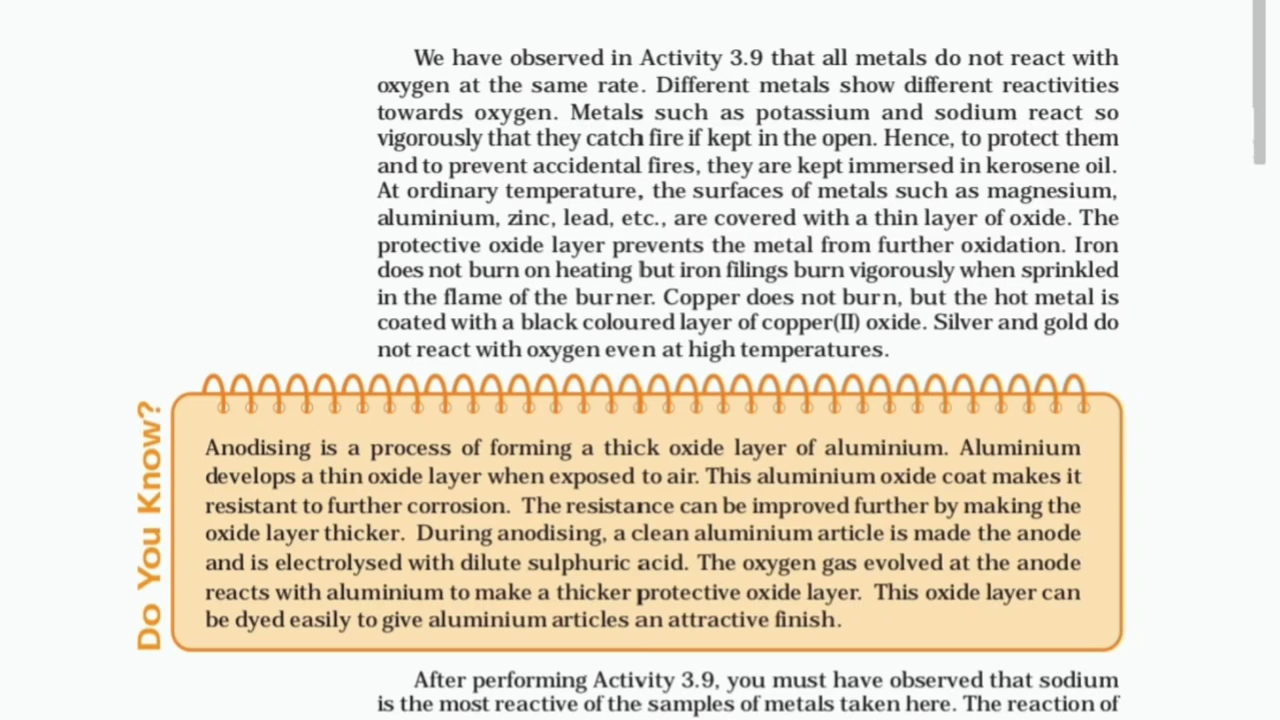 We have observed in Activity 3.9 that all metals do not react with
oxygen at the same rate. Different metals show different reactivities
towards oxygen. Metals such as potassium and sodium react so
vigorously that they catch fire if kept in the open. Hence, to protect them
and to prevent accidental fires, they are kept immersed in kerosene oil.
At ordinary temperature, the surfaces of metals such as magnesium,
aluminium, zinc, lead, etc., are covered with a thin layer of oxide. The
protective oxide layer prevents the metal from further oxidation. Iron
does not burn on heating but iron filings burn vigorously when sprinkled
in the flame of the burner. Copper does not burn, but the hot metal is
coated with a black coloured layer of copper(II) oxide. Silver and gold do
not react with oxygen even at high temperatures.
Do You Know?
Anodising is a process of forming a thick oxide layer of aluminium. Aluminium
develops a thin oxide layer when exposed to air. This aluminium oxide coat makes it
resistant to further corrosion. The resistance can be improved further by making the
oxide layer thicker. During anodising, a clean aluminium article is made the anode
and is electrolysed with dilute sulphuric acid. The oxygen gas evolved at the anode
reacts with aluminium to make a thicker protective oxide layer. This oxide layer can
be dyed easily to give aluminium articles an attractive finish.
After performing Activity 3.9, you must have observed that sodium
is the most reactive of the samples of metals taken here. The reaction of